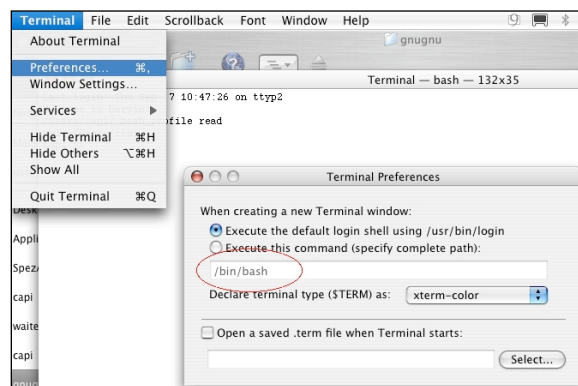 Terminal File Edit Scrollback Font Window Help
About Terminal
Preferences... ⌘,
Window Settings...
Services
Hide Terminal ⌘H
Hide Others ⌥⌘H
Show All
Quit Terminal ⌘Q
gnugnu
Terminal — bash — 132x35
7 10:47:26 on ttyp2
file read
Desk
Appli
Spez
capi
waite
capi
gnugn
Terminal Preferences
When creating a new Terminal window:
Execute the default login shell using /usr/bin/login
Execute this command (specify complete path):
/bin/bash
Declare terminal type ($TERM) as: xterm-color
Open a saved .term file when Terminal starts:
Select...